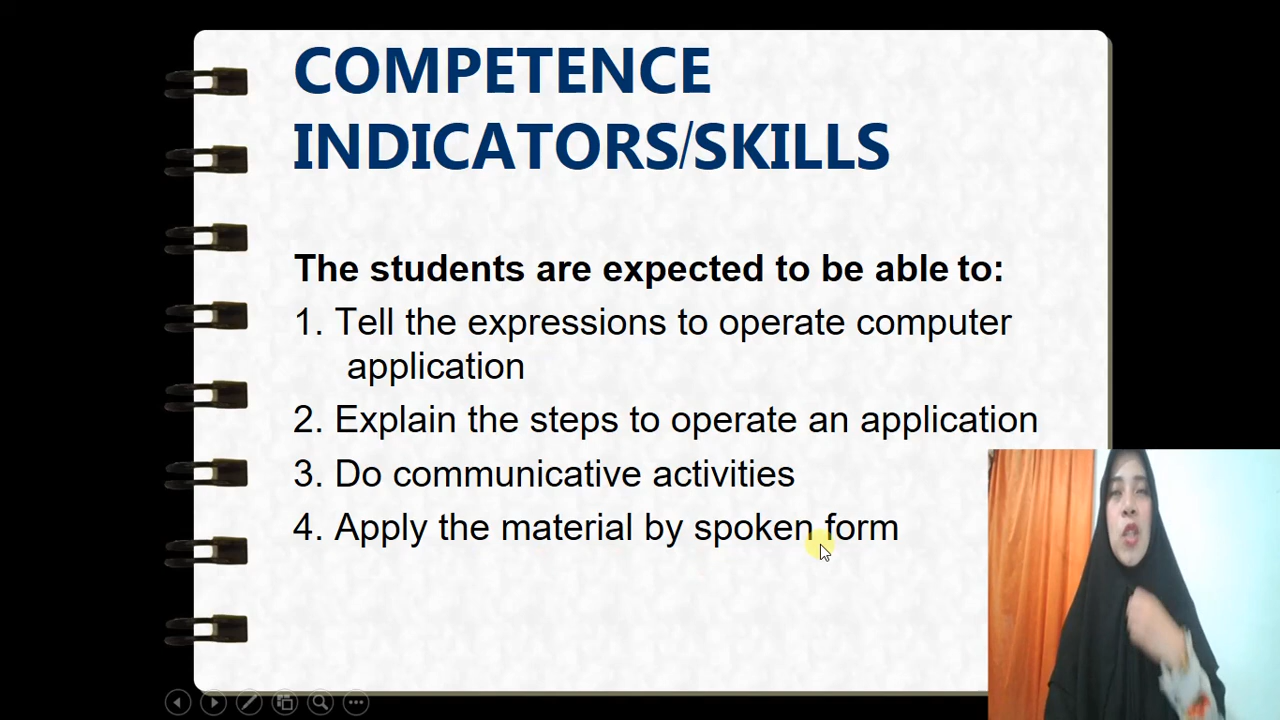 COMPETENCE
INDICATORS/SKILLS
The students are expected to be able to:
1. Tell the expressions to operate computer
application
2. Explain the steps to operate an application
3. Do communicative activities
4. Apply the material by spoken form